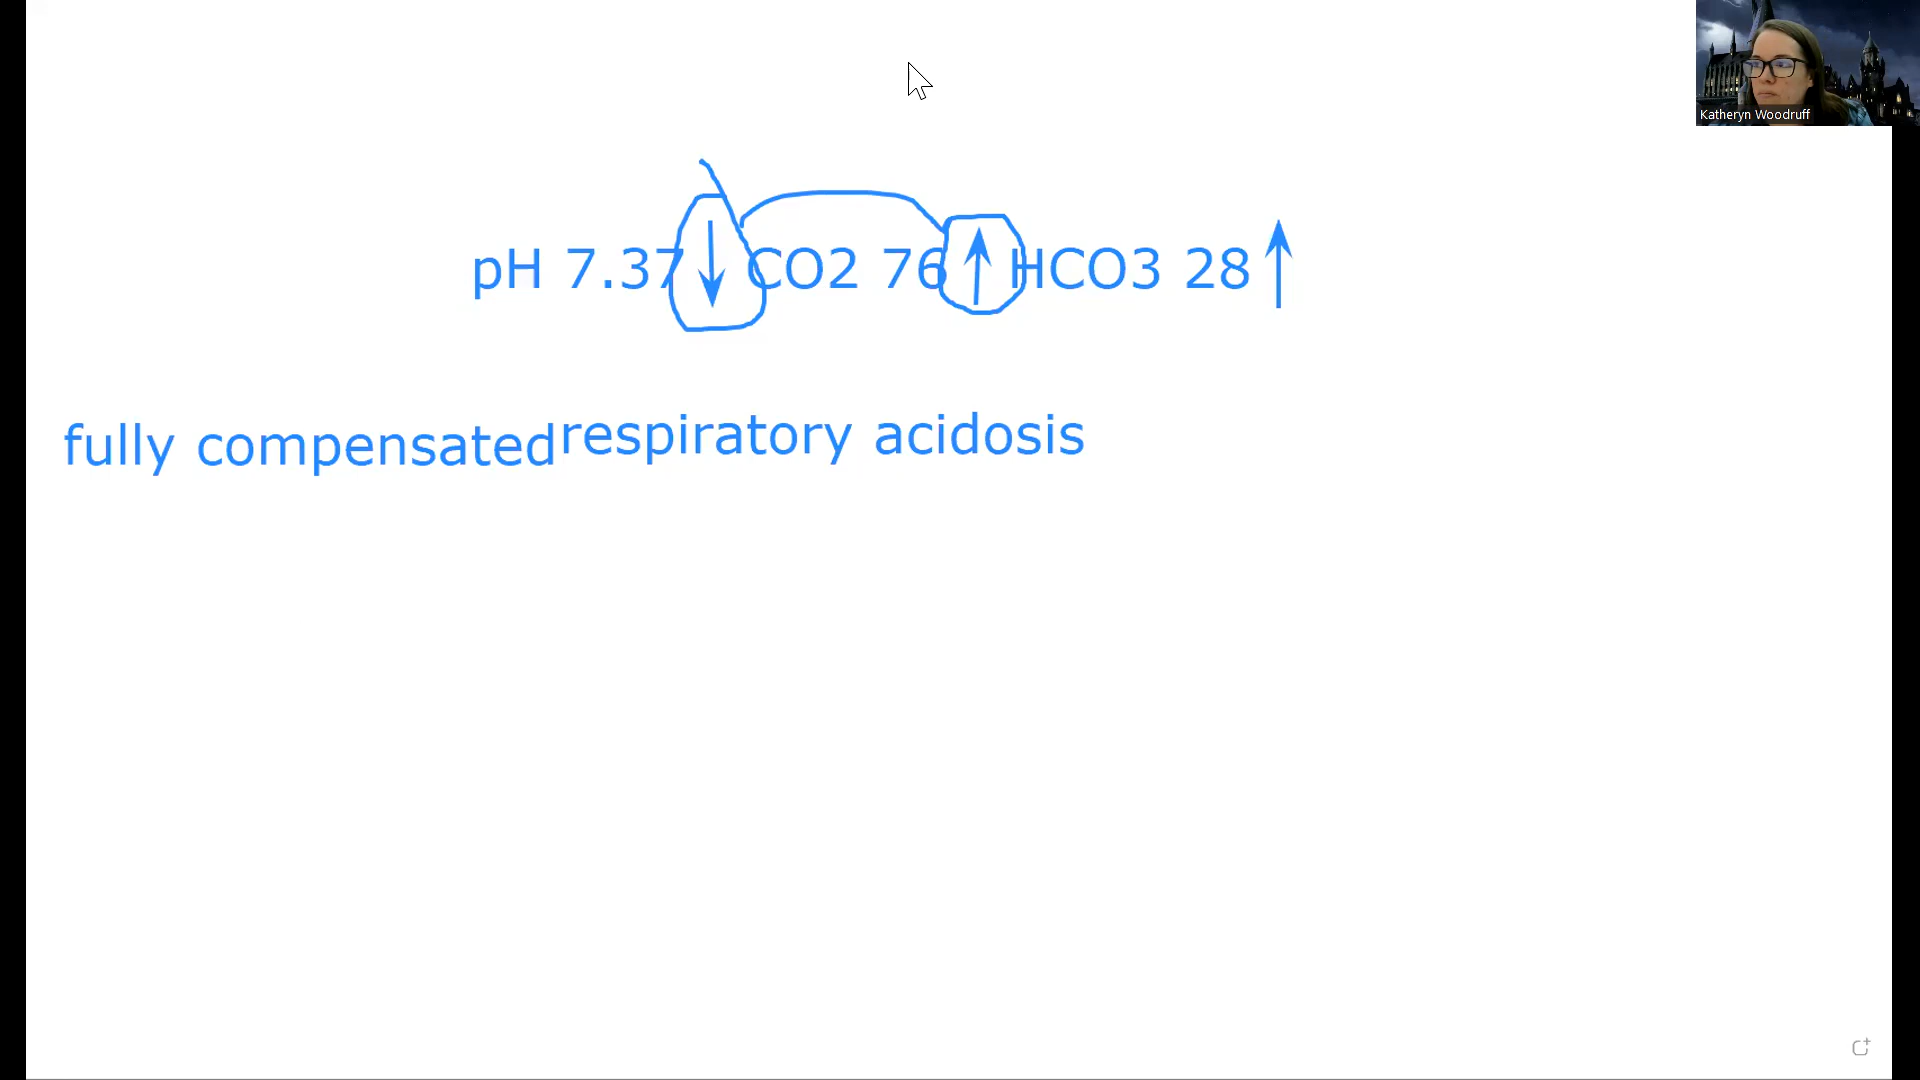 Katheryn Woodruff
pH 7.37 CO2 76 HCO3 28
fully compensated respiratory acidosis